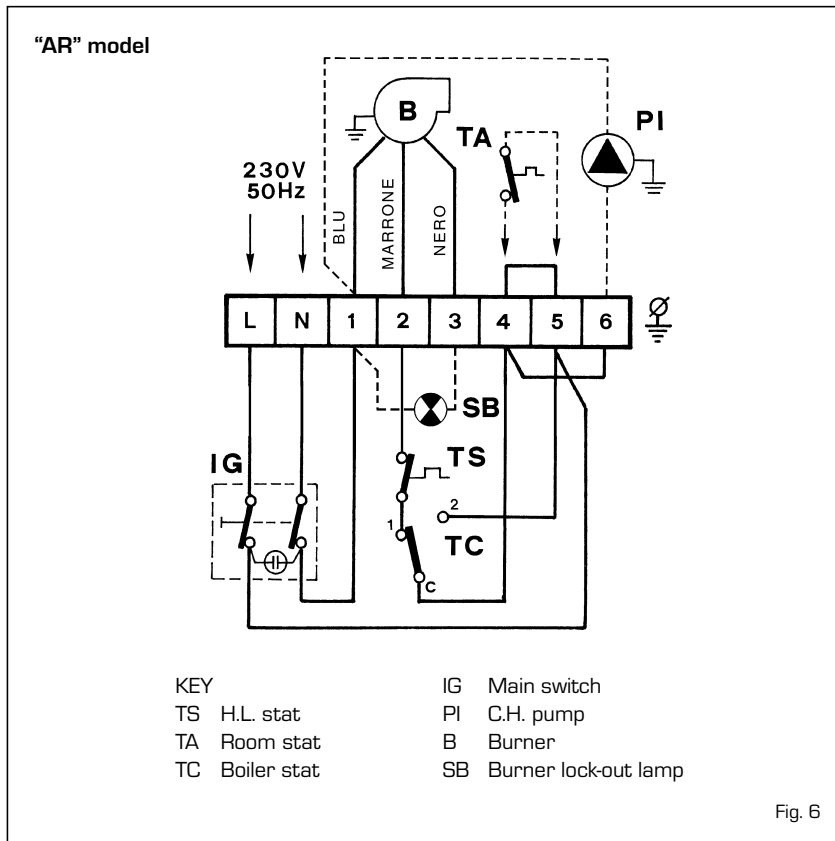 “AR” model
B
PI
TA
230V
50Hz
BLU
MARRONE
NERO
L N 1 2 3 4 5 6
SB
IG
TS
2
1
TC
C
KEY
TS H.L. stat
TA Room stat
TC Boiler stat
IG Main switch
PI C.H. pump
B Burner
SB Burner lock-out lamp
Fig. 6